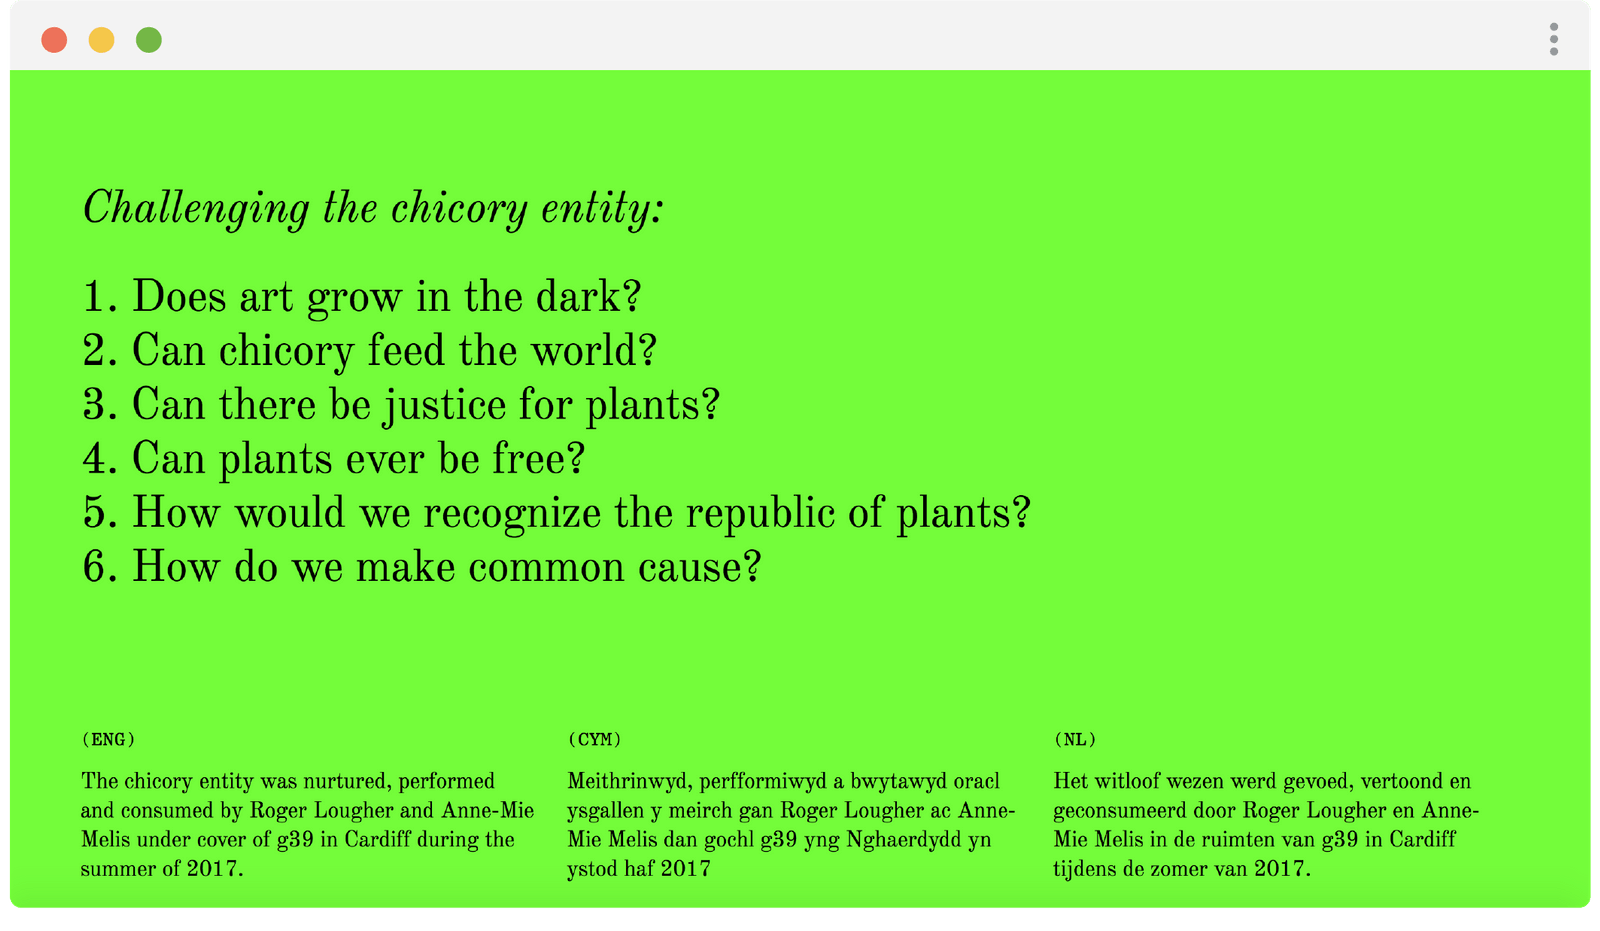 Challenging the chicory entity:
1. Does art grow in the dark?
2. Can chicory feed the world?
3. Can there be justice for plants?
4. Can plants ever be free?
5. How would we recognize the republic of plants?
6. How do we make common cause?
(ENG)
The chicory entity was nurtured, performed
and consumed by Roger Lougher and Anne-Mie
Melis under cover of g39 in Cardiff during the
summer of 2017.
(CYM)
Meithrinwyd, perfformiwyd a bwytawyd oracl
ysgallen y meirch gan Roger Lougher ac Anne-
Mie Melis dan gochl g39 yng Nghaerdydd yn
ystod haf 2017
(NL)
Het witloof wezen werd gevoed, vertoond en
geconsumeerd door Roger Lougher en Anne-
Mie Melis in de ruimten van g39 in Cardiff
tijdens de zomer van 2017.